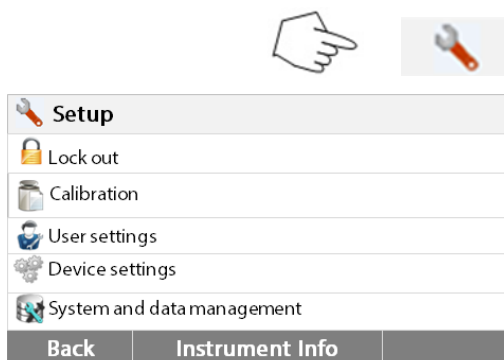 Setup
Lock out
Calibration
User settings
Device settings
System and data management
Back Instrument Info